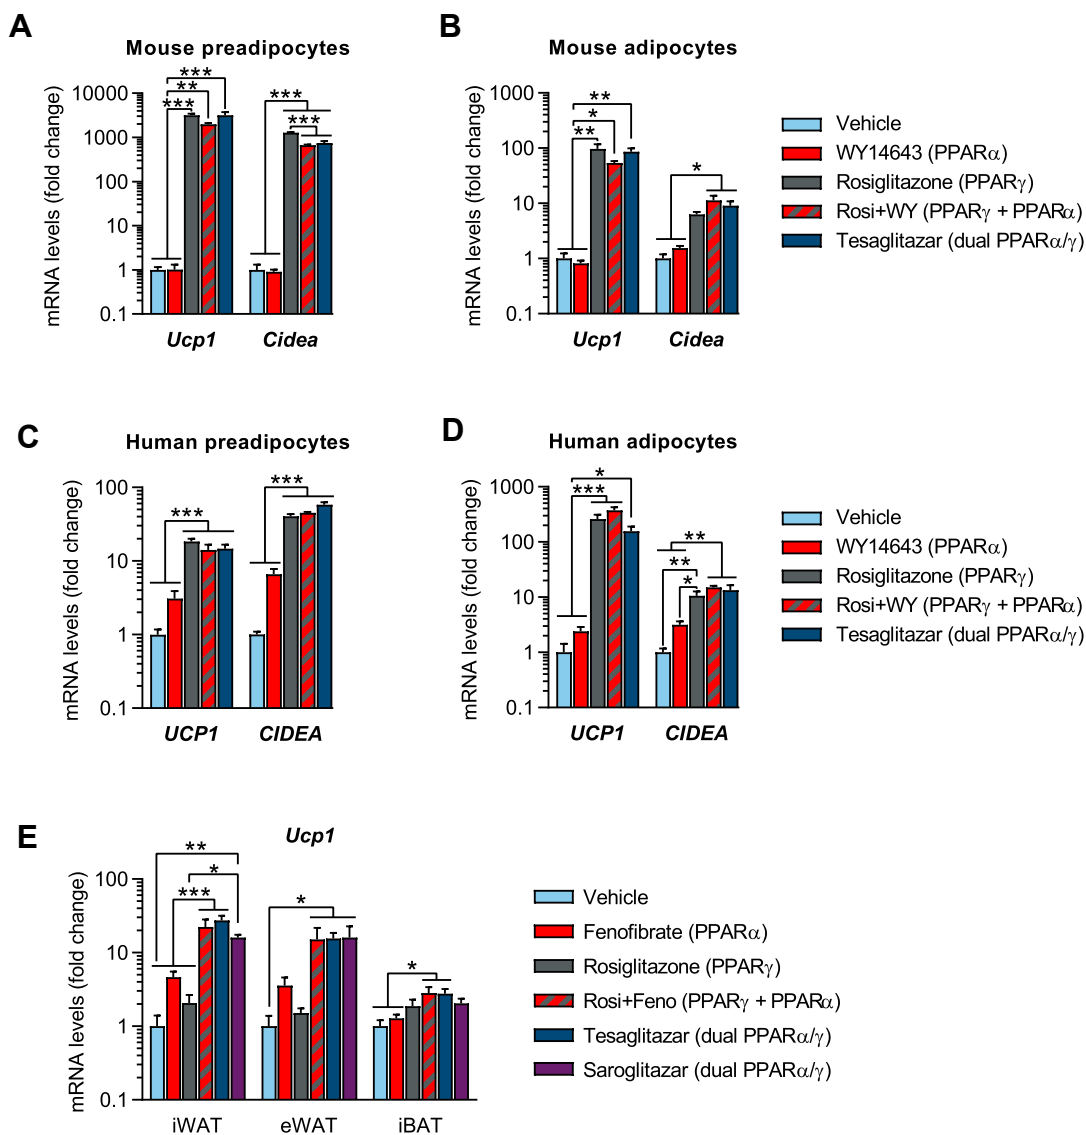 A
Mouse preadipocytes
mRNA levels (fold change)
10000
1000
100
10
1
0.1
***
**
***
***
***
Ucp1
Cidea
B
Mouse adipocytes
mRNA levels (fold change)
1000
100
10
1
0.1
**
*
**
*
Ucp1
Cidea
Vehicle
WY14643 (PPARα)
Rosiglitazone (PPARγ)
Rosi+WY (PPARγ + PPARα)
Tesaglitazar (dual PPARα/γ)
C
Human preadipocytes
mRNA levels (fold change)
100
10
1
0.1
***
***
UCP1
CIDEA
D
Human adipocytes
mRNA levels (fold change)
1000
100
10
1
0.1
*
***
**
**
*
UCP1
CIDEA
Vehicle
WY14643 (PPARα)
Rosiglitazone (PPARγ)
Rosi+WY (PPARγ + PPARα)
Tesaglitazar (dual PPARα/γ)
E
Ucp1
mRNA levels (fold change)
100
10
1
0.1
**
*
***
*
*
iWAT
eWAT
iBAT
Vehicle
Fenofibrate (PPARα)
Rosiglitazone (PPARγ)
Rosi+Feno (PPARγ + PPARα)
Tesaglitazar (dual PPARα/γ)
Saroglitazar (dual PPARα/γ)